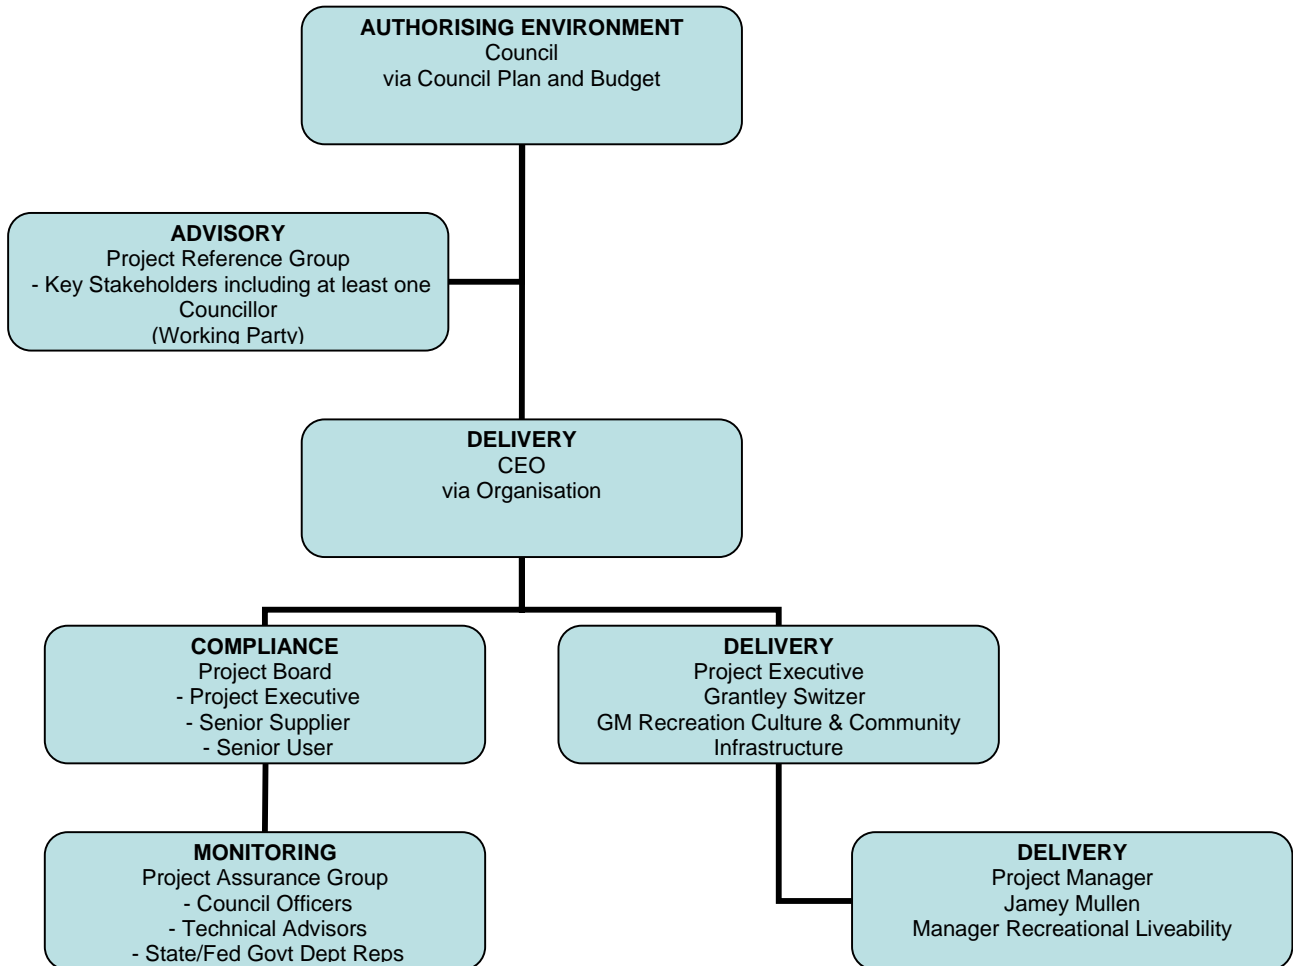 AUTHORISING ENVIRONMENT
Council
via Council Plan and Budget
ADVISORY
Project Reference Group
- Key Stakeholders including at least one
Councillor
(Working Party)
DELIVERY
CEO
via Organisation
COMPLIANCE
Project Board
- Project Executive
- Senior Supplier
- Senior User
DELIVERY
Project Executive
Grantley Switzer
GM Recreation Culture & Community
Infrastructure
MONITORING
Project Assurance Group
- Council Officers
- Technical Advisors
- State/Fed Govt Dept Reps
DELIVERY
Project Manager
Jamey Mullen
Manager Recreational Liveability